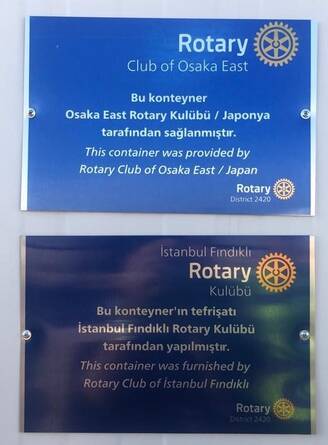 Rotary
Club of Osaka East
Bu konteyner
Osaka East Rotary Kulübü / Japonya
tarafından sağlanmıştır.
This container was provided by
Rotary Club of Osaka East / Japan
Rotary
District 2420
İstanbul Fındıklı
Rotary
Kulübü
Bu konteyner'ın tefrişatı
İstanbul Fındıklı Rotary Kulübü
tarafından yapılmıştır.
This container was furnished by
Rotary Club of İstanbul Fındıklı
Rotary
District 2420